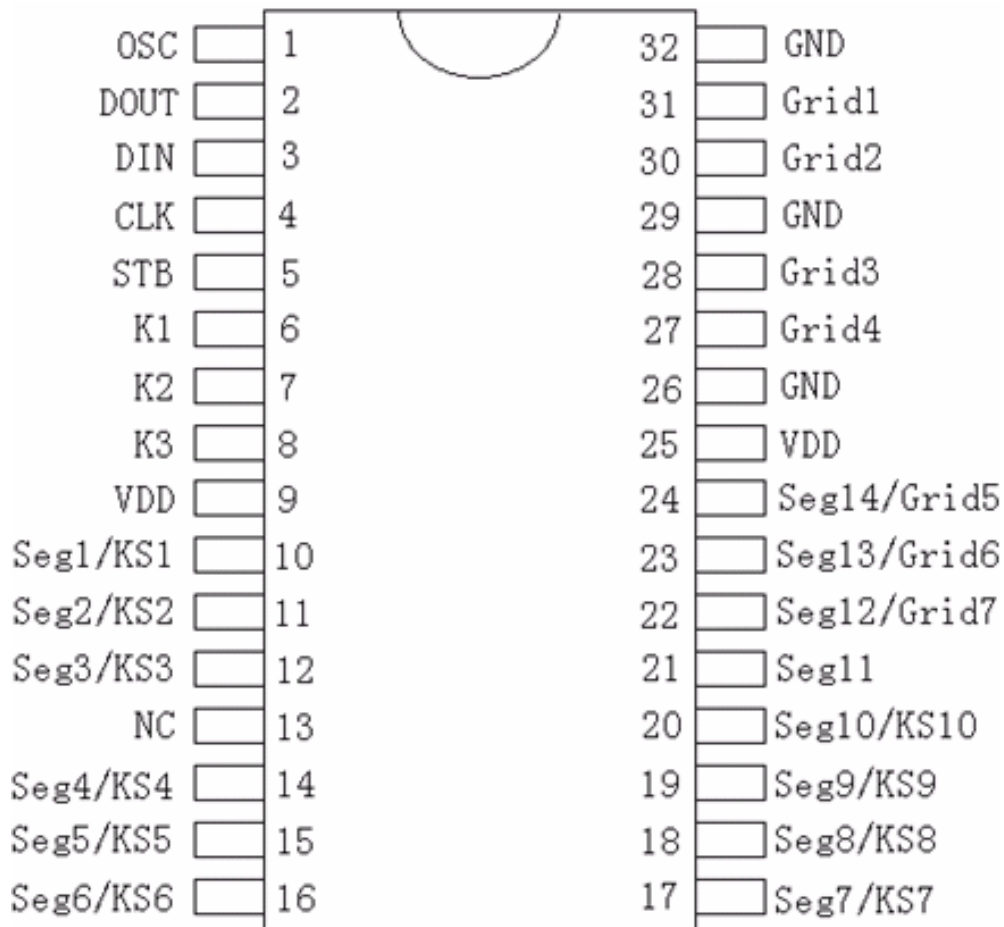 OSC 1 32 GND
DOUT 2 31 Grid1
DIN 3 30 Grid2
CLK 4 29 GND
STB 5 28 Grid3
K1 6 27 Grid4
K2 7 26 GND
K3 8 25 VDD
VDD 9 24 Seg14/Grid5
Seg1/KS1 10 23 Seg13/Grid6
Seg2/KS2 11 22 Seg12/Grid7
Seg3/KS3 12 21 Seg11
NC 13 20 Seg10/KS10
Seg4/KS4 14 19 Seg9/KS9
Seg5/KS5 15 18 Seg8/KS8
Seg6/KS6 16 17 Seg7/KS7